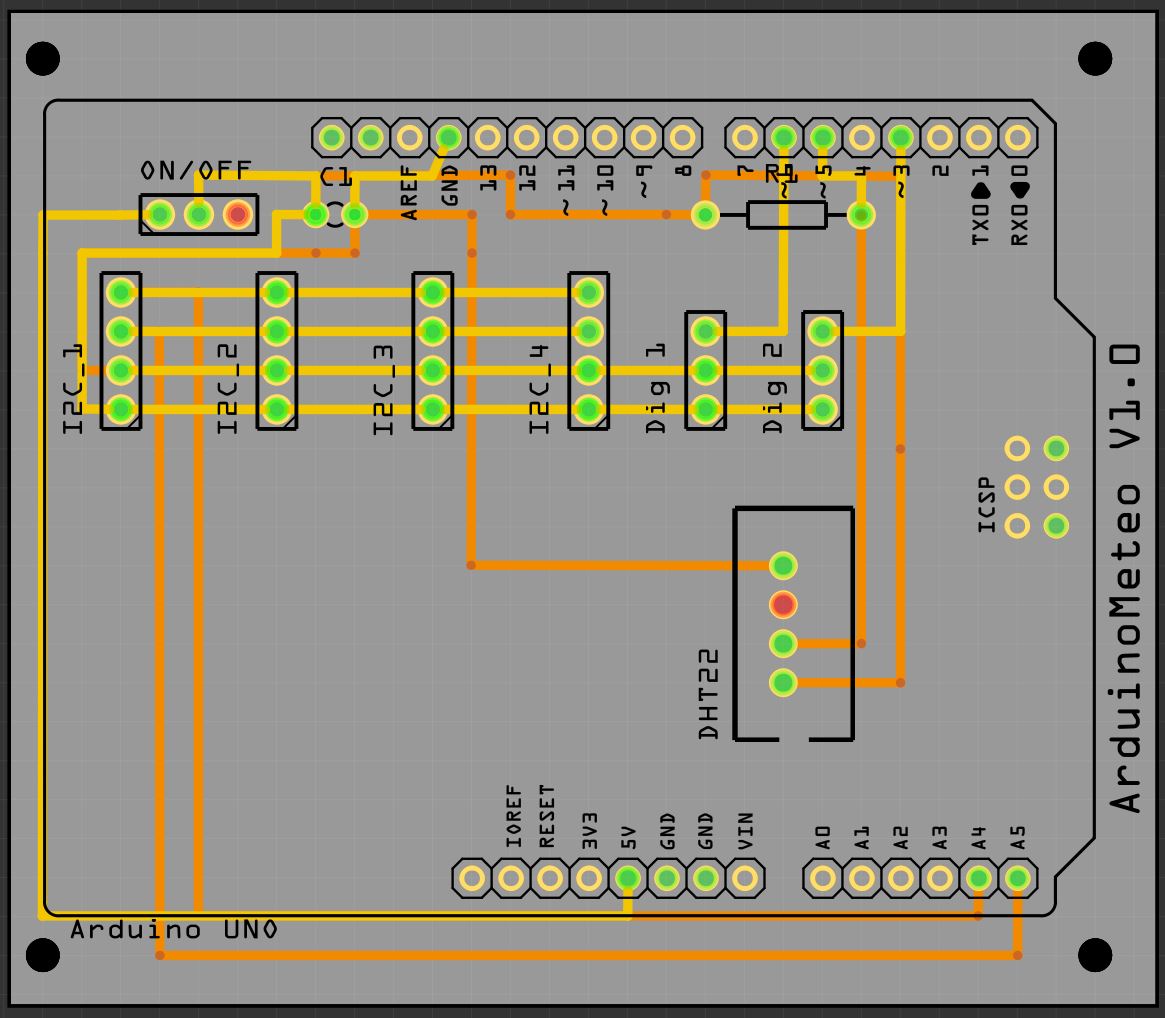 ON/OFF
C1
AREF
GND
13
12
~11
~10
~9
8
7
R1
~
~5
4
~3
2
TX0▶1
RX0◀0
I2C_1
I2C_2
I2C_3
I2C_4
Dig 1
Dig 2
ICSP
ArduinoMeteo V1.0
DHT22
IOREF
RESET
3V3
5V
GND
GND
VIN
A0
A1
A2
A3
A4
A5
Arduino UNO